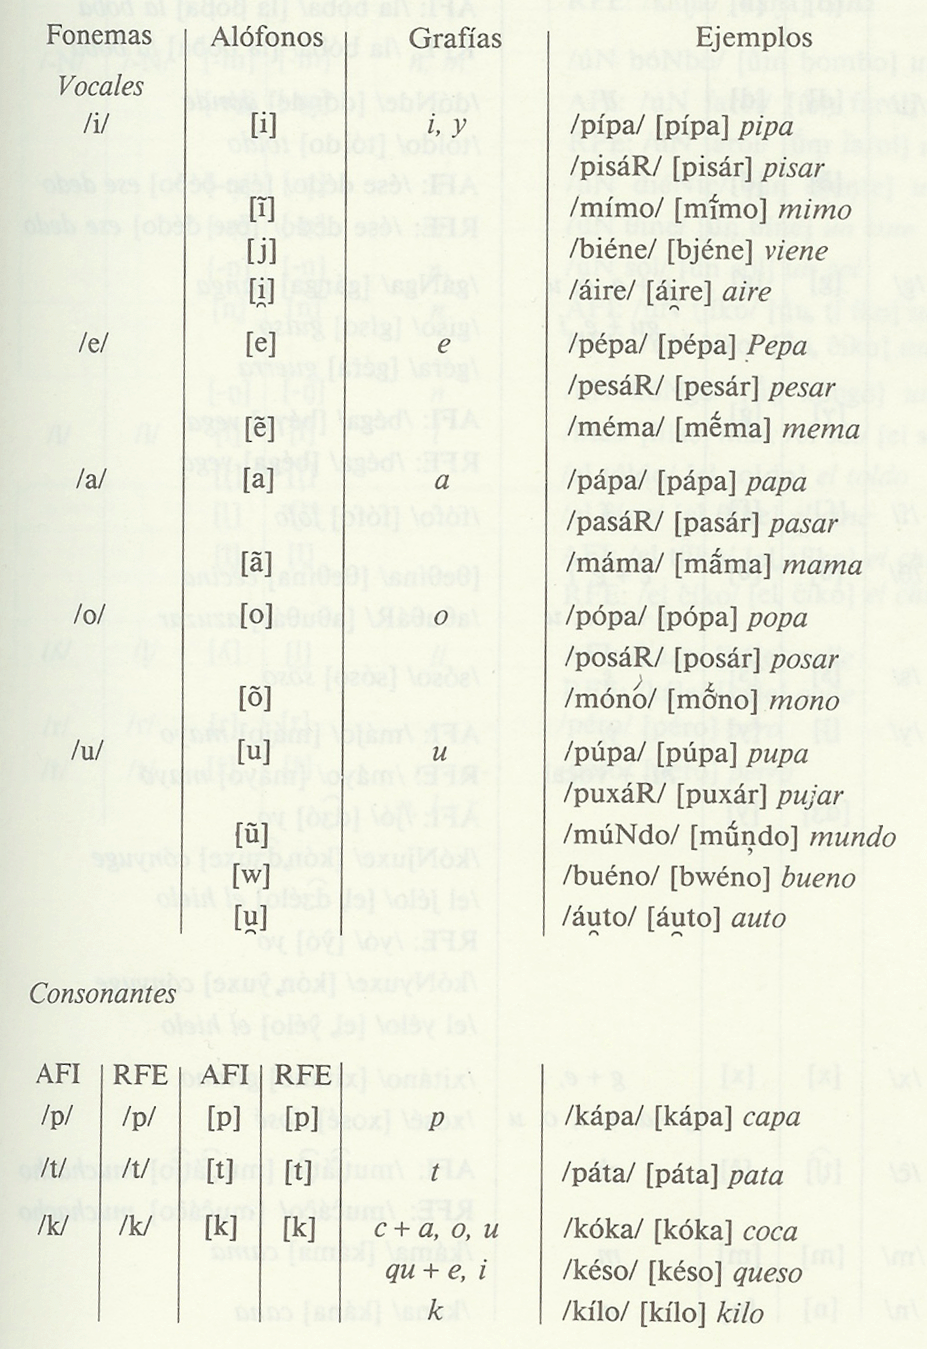 Fonemas Alófonos Grafías Ejemplos
Vocales
/i/ [i] i, y /pípa/ [pípa] pipa
/pisáR/ [pisár] pisar
[ĩ] /mímo/ [mĩ́mo] mimo
[j] /biéne/ [bjéne] viene
[i̯] /áire/ [ái̯re] aire
/e/ [e] e /pépa/ [pépa] Pepa
/pesáR/ [pesár] pesar
[ẽ] /méma/ [mẽ́ma] mema
/a/ [a] a /pápa/ [pápa] papa
/pasáR/ [pasár] pasar
[ã] /máma/ [mã́ma] mama
/o/ [o] o /pópa/ [pópa] popa
/posáR/ [posár] posar
[õ] /mónó/ [mṍno] mono
/u/ [u] u /púpa/ [púpa] pupa
/puxáR/ [puxár] pujar
[ũ] /múNdo/ [mṹn̦do] mundo
[w] /buéno/ [bwéno] bueno
[u̯] /áu̯to/ [áu̯to] auto
Consonantes
AFI RFE AFI RFE
/p/ /p/ [p] [p] p /kápa/ [kápa] capa
/t/ /t/ [t] [t] t /páta/ [páta] pata
/k/ /k/ [k] [k] c + a, o, u /kóka/ [kóka] coca
qu + e, i /késo/ [késo] queso
k /kílo/ [kílo] kilo